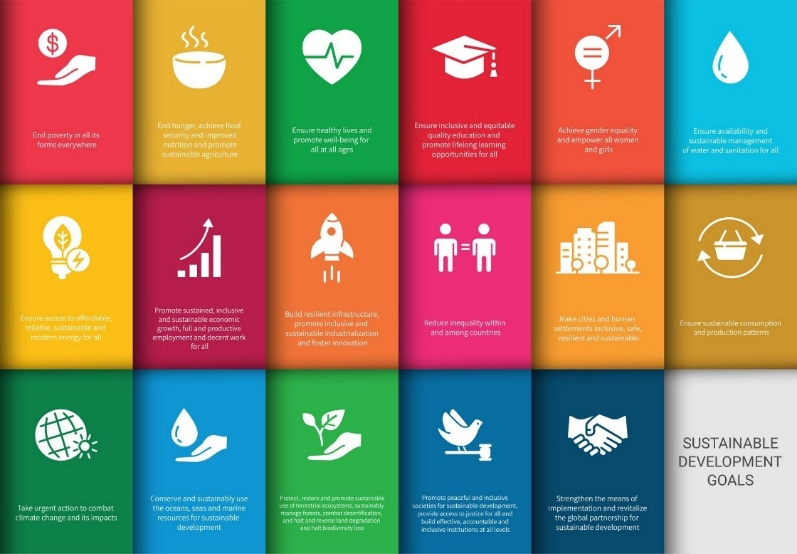 $
End poverty in all its
forms everywhere
End hunger, achieve food
security and improved
nutrition and promote
sustainable agriculture
Ensure healthy lives and
promote well-being for
all at all ages
Ensure inclusive and equitable
quality education and
promote lifelong learning
opportunities for all
Achieve gender equality
and empower all women
and girls
Ensure availability and
sustainable management
of water and sanitation for all
Ensure access to affordable,
reliable, sustainable and
modern energy for all
Promote sustained, inclusive
and sustainable economic
growth, full and productive
employment and decent work
for all
Build resilient infrastructure,
promote inclusive and
sustainable industrialization
and foster innovation
Reduce inequality within
and among countries
Make cities and human
settlements inclusive, safe,
resilient and sustainable
Ensure sustainable consumption
and production patterns
Take urgent action to combat
climate change and its impacts
Conserve and sustainably use
the oceans, seas and marine
resources for sustainable
development
Protect, restore and promote sustainable
use of terrestrial ecosystems, sustainably
manage forests, combat desertification,
and halt and reverse land degradation
and halt biodiversity loss
Promote peaceful and inclusive
societies for sustainable development,
provide access to justice for all and
build effective, accountable and
inclusive institutions at all levels
Strengthen the means of
implementation and revitalize
the global partnership for
sustainable development
SUSTAINABLE
DEVELOPMENT
GOALS